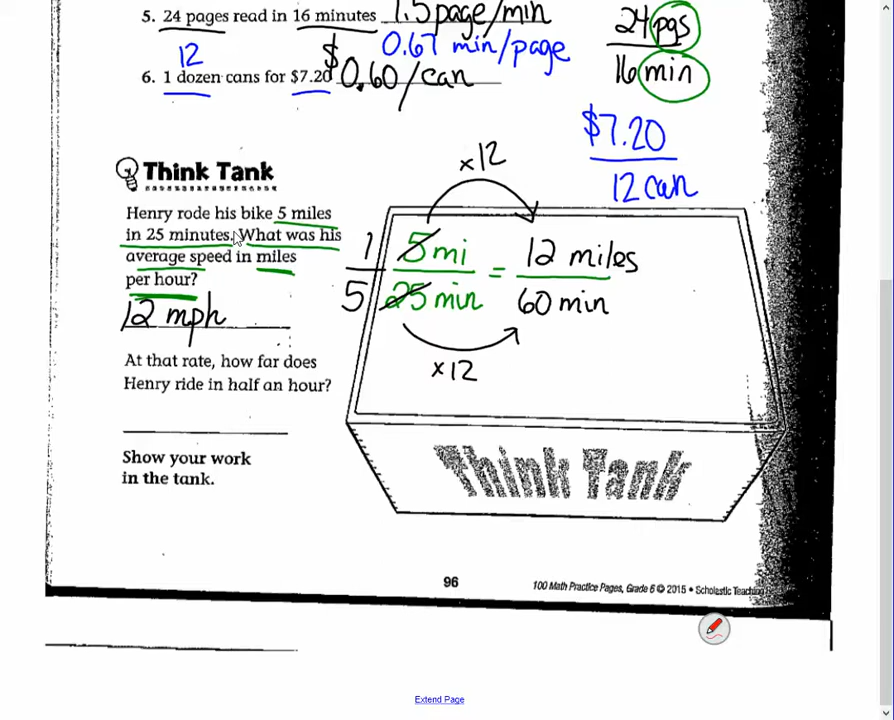 5. 24 pages read in 16 minutes 1.5 page/min
0.67 min/page
24 pgs
16 min
12
6. 1 dozen cans for $7.20 $0.60/can
$7.20
12 can
Think Tank
Henry rode his bike 5 miles
in 25 minutes. What was his
average speed in miles
per hour?
12 mph
x12
1 5 mi = 12 miles
5 25 min 60 min
x12
At that rate, how far does
Henry ride in half an hour?
Show your work
in the tank.
Think Tank
96
100 Math Practice Pages, Grade 6 © 2015 • Scholastic Teaching
Extend Page